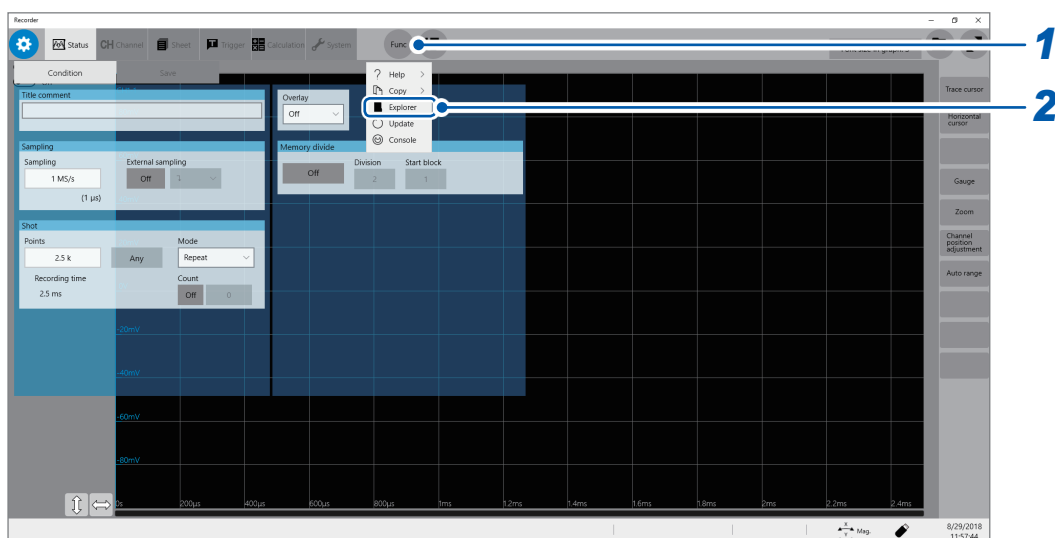 Recorder
Status CH Channel Sheet Trigger Calculation System Func
1
Condition Save
? Help >
Copy >
Explorer
Update
Console
2
Title comment
Overlay
Off
Sampling
Sampling External sampling
1 MS/s Off
(1 µs)
Memory divide
Division Start block
Off 2 1
Shot
Points Mode
2.5 k Any Repeat
Recording time Count
2.5 ms Off 0
-20mV
-40mV
-60mV
-80mV
0s 200µs 400µs 600µs 800µs 1ms 1.2ms 1.4ms 1.6ms 1.8ms 2ms 2.2ms 2.4ms
Trace cursor
Horizontal
cursor
Gauge
Zoom
Channel
position
adjustment
Auto range
X
Y Mag.
8/29/2018
11:57:44